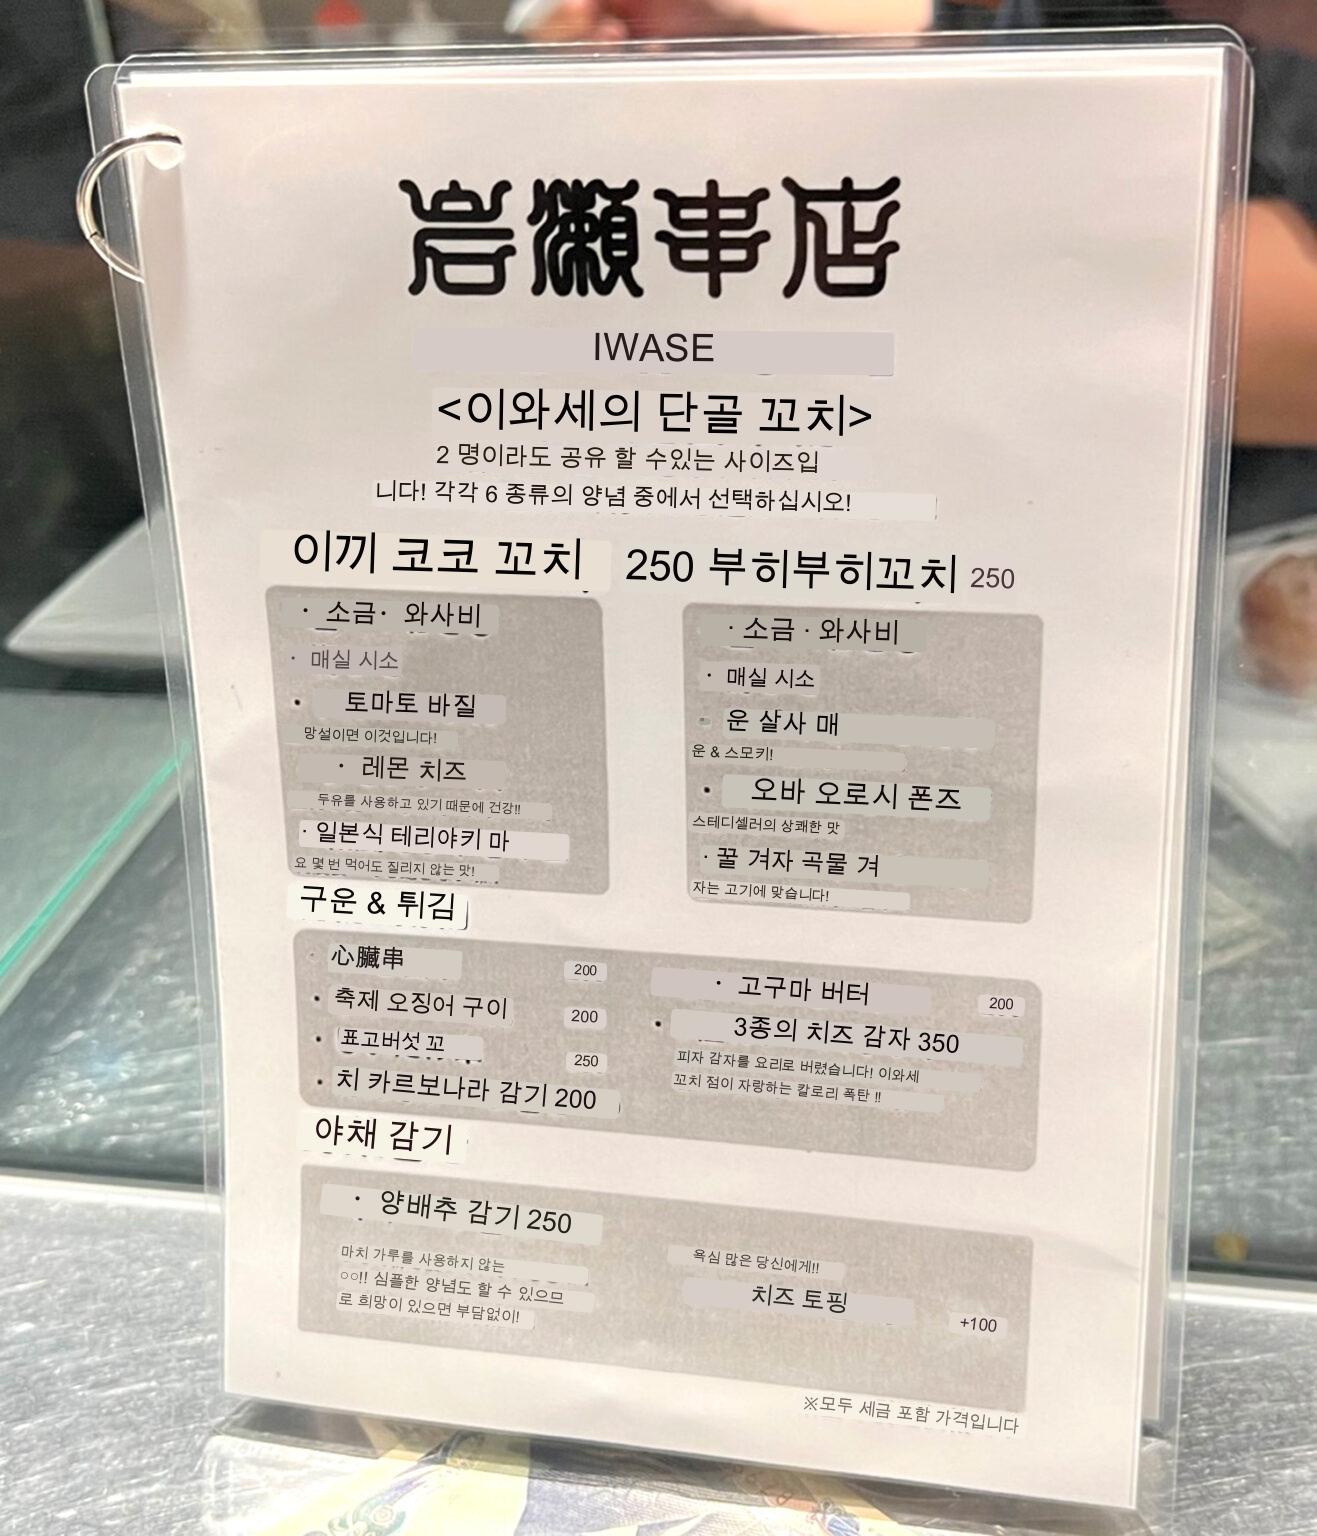 岩瀬串店
IWASE
<이와세의 단골 꼬치>
2 명이라도 공유 할 수있는 사이즈입
니다! 각각 6 종류의 양념 중에서 선택하십시오!
이끼 코코 꼬치 250 부히부히꼬치 250
· 소금· 와사비
· 매실 시소
· 토마토 바질
망설이면 이것입니다!
· 레몬 치즈
두유를 사용하고 있기 때문에 건강!!
· 일본식 테리야키 마
요 몇 번 먹어도 질리지 않는 맛!
· 소금 · 와사비
· 매실 시소
운 살사 매
운 & 스모키!
· 오바 오로시 폰즈
스테디셀러의 상쾌한 맛
· 꿀 겨자 곡물 겨
자는 고기에 맞습니다!
구운 & 튀김
· 心臓串 200
· 축제 오징어 구이 200
· 표고버섯 꼬 250
· 치 카르보나라 감기 200
· 고구마 버터 200
· 3종의 치즈 감자 350
피자 감자를 요리로 버렸습니다! 이와세
꼬치 점이 자랑하는 칼로리 폭탄 !!
야채 감기
· 양배추 감기 250
마치 가루를 사용하지 않는
○○!! 심플한 양념도 할 수 있으므
로 희망이 있으면 부담없이!
욕심 많은 당신에게!!
치즈 토핑 +100
※모두 세금 포함 가격입니다